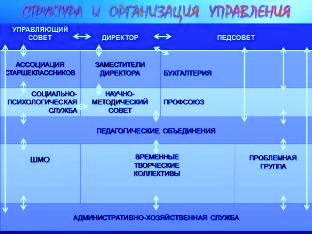 СТРУКТУРА И ОРГАНИЗАЦИЯ УПРАВЛЕНИЯ
УПРАВЛЯЮЩИЙ
СОВЕТ
ДИРЕКТОР
ПЕДСОВЕТ
АССОЦИАЦИЯ
СТАРШЕКЛАССНИКОВ
ЗАМЕСТИТЕЛИ
ДИРЕКТОРА
БУХГАЛТЕРИЯ
СОЦИАЛЬНО-
ПСИХОЛОГИЧЕСКАЯ
СЛУЖБА
НАУЧНО-
МЕТОДИЧЕСКИЙ
СОВЕТ
ПРОФСОЮЗ
ПЕДАГОГИЧЕСКИЕ ОБЪЕДИНЕНИЯ
ШМО
ВРЕМЕННЫЕ
ТВОРЧЕСКИЕ
КОЛЛЕКТИВЫ
ПРОБЛЕМНАЯ
ГРУППА
АДМИНИСТРАТИВНО-ХОЗЯЙСТВЕННАЯ СЛУЖБА